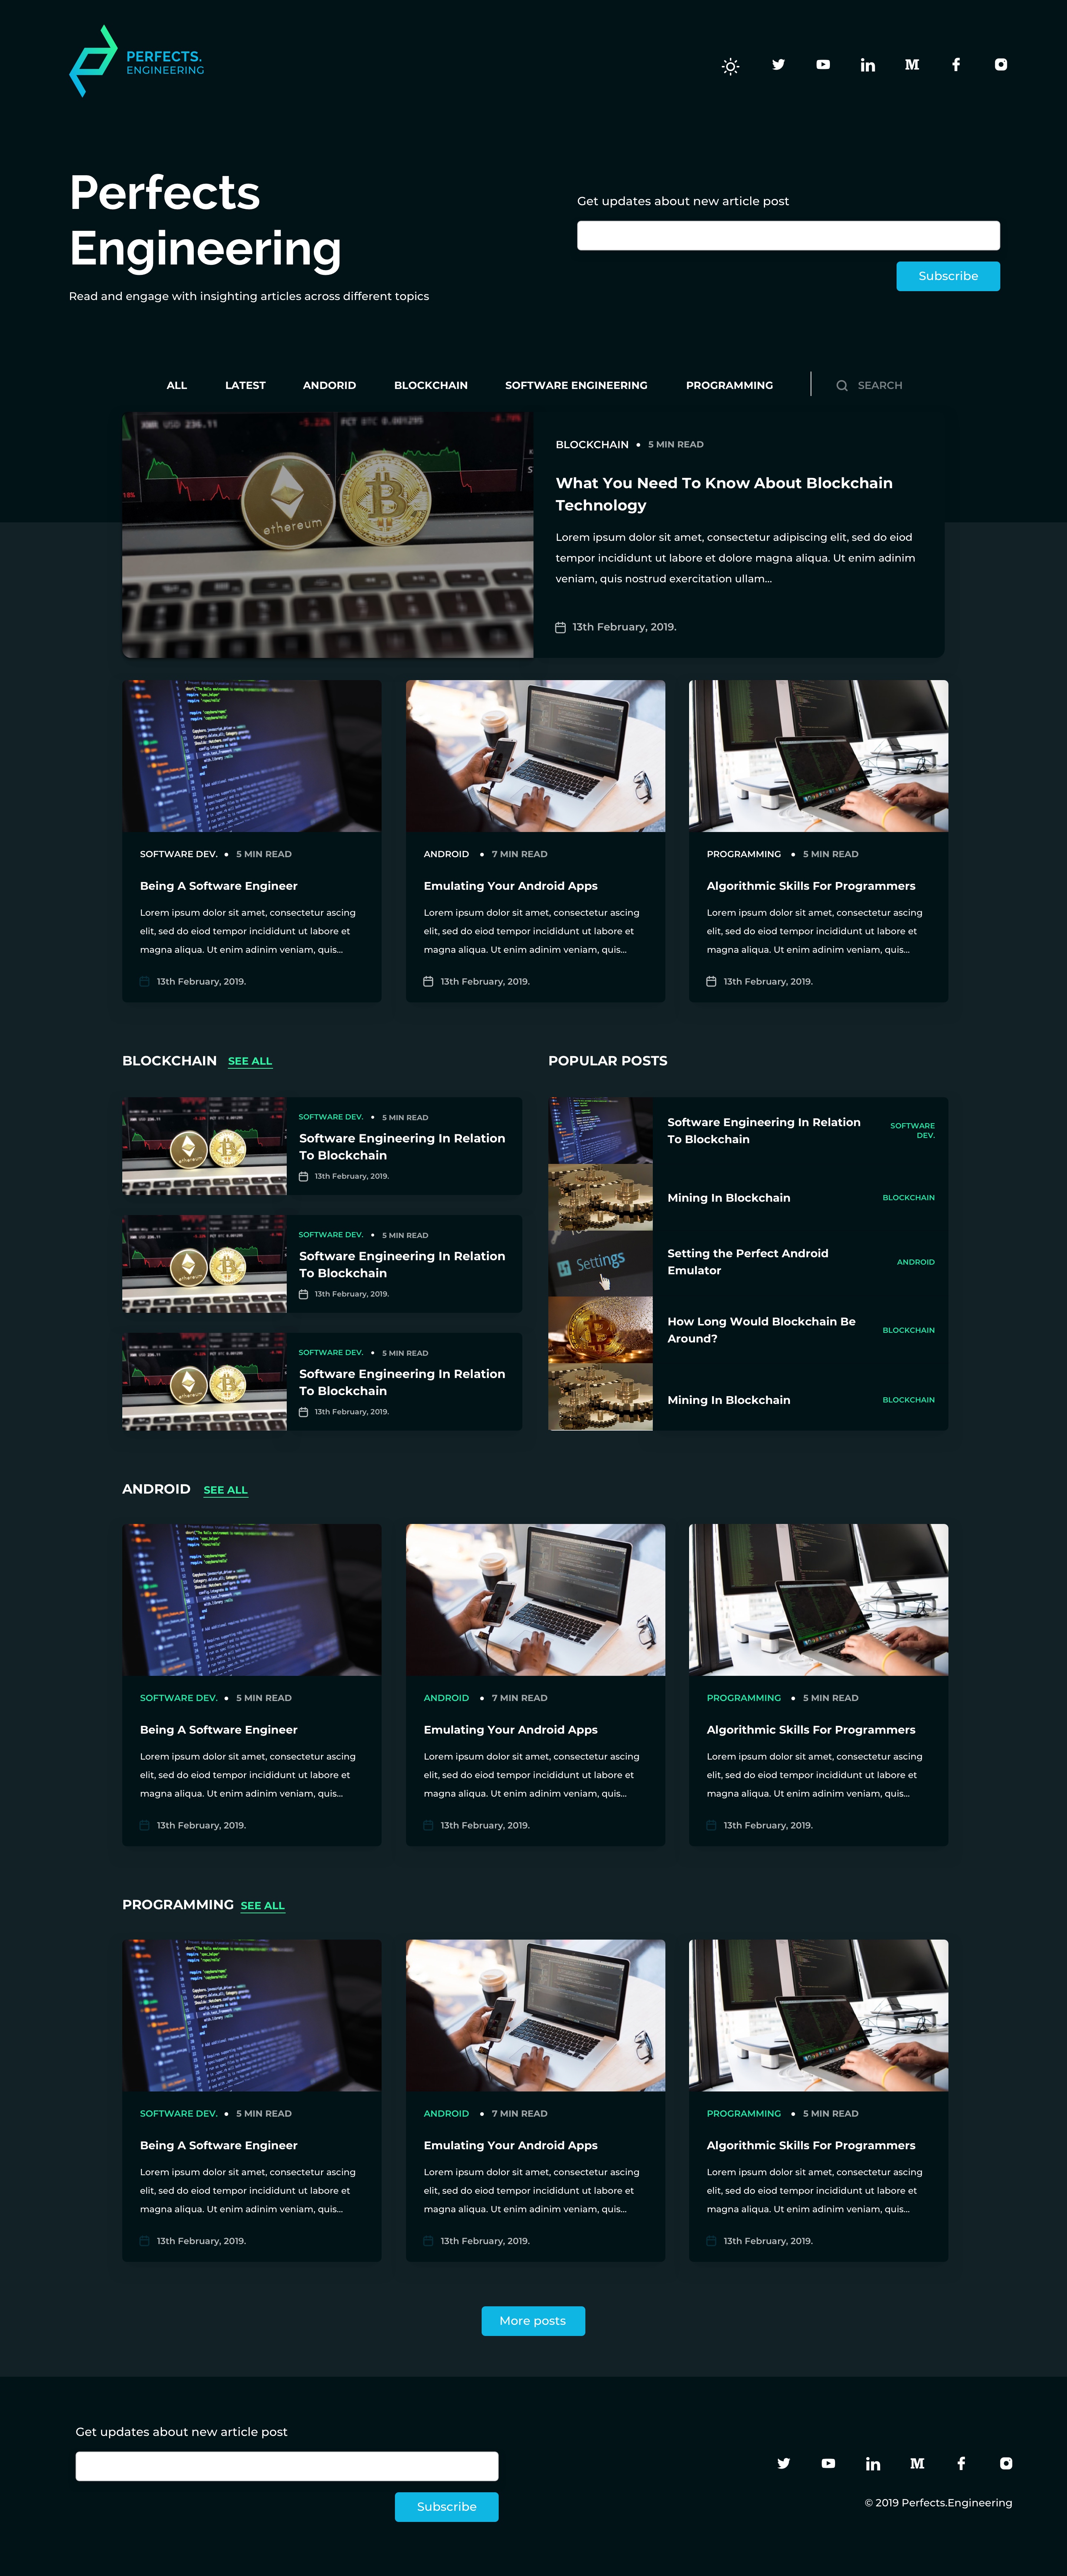 PERFECTS.
ENGINEERING
M
Perfects
Engineering
Read and engage with insighting articles across different topics
Get updates about new article post
Subscribe
ALL LATEST ANDORID BLOCKCHAIN SOFTWARE ENGINEERING PROGRAMMING SEARCH
XMR USD 236.11 -5.22% FCT BTC 0.001295 -8.79%
ethereum
BLOCKCHAIN • 5 MIN READ
What You Need To Know About Blockchain
Technology
Lorem ipsum dolor sit amet, consectetur adipiscing elit, sed do eiod
tempor incididunt ut labore et dolore magna aliqua. Ut enim adinim
veniam, quis nostrud exercitation ullam...
13th February, 2019.
SOFTWARE DEV. • 5 MIN READ
Being A Software Engineer
Lorem ipsum dolor sit amet, consectetur ascing
elit, sed do eiod tempor incididunt ut labore et
magna aliqua. Ut enim adinim veniam, quis...
13th February, 2019.
ANDROID • 7 MIN READ
Emulating Your Android Apps
Lorem ipsum dolor sit amet, consectetur ascing
elit, sed do eiod tempor incididunt ut labore et
magna aliqua. Ut enim adinim veniam, quis...
13th February, 2019.
PROGRAMMING • 5 MIN READ
Algorithmic Skills For Programmers
Lorem ipsum dolor sit amet, consectetur ascing
elit, sed do eiod tempor incididunt ut labore et
magna aliqua. Ut enim adinim veniam, quis...
13th February, 2019.
BLOCKCHAIN SEE ALL
SOFTWARE DEV. • 5 MIN READ
Software Engineering In Relation
To Blockchain
13th February, 2019.
SOFTWARE DEV. • 5 MIN READ
Software Engineering In Relation
To Blockchain
13th February, 2019.
SOFTWARE DEV. • 5 MIN READ
Software Engineering In Relation
To Blockchain
13th February, 2019.
POPULAR POSTS
Software Engineering In Relation
To Blockchain
SOFTWARE
DEV.
Mining In Blockchain
BLOCKCHAIN
Settings
Setting the Perfect Android
Emulator
ANDROID
How Long Would Blockchain Be
Around?
BLOCKCHAIN
Mining In Blockchain
BLOCKCHAIN
ANDROID SEE ALL
SOFTWARE DEV. • 5 MIN READ
Being A Software Engineer
Lorem ipsum dolor sit amet, consectetur ascing
elit, sed do eiod tempor incididunt ut labore et
magna aliqua. Ut enim adinim veniam, quis...
13th February, 2019.
ANDROID • 7 MIN READ
Emulating Your Android Apps
Lorem ipsum dolor sit amet, consectetur ascing
elit, sed do eiod tempor incididunt ut labore et
magna aliqua. Ut enim adinim veniam, quis...
13th February, 2019.
PROGRAMMING • 5 MIN READ
Algorithmic Skills For Programmers
Lorem ipsum dolor sit amet, consectetur ascing
elit, sed do eiod tempor incididunt ut labore et
magna aliqua. Ut enim adinim veniam, quis...
13th February, 2019.
PROGRAMMING SEE ALL
SOFTWARE DEV. • 5 MIN READ
Being A Software Engineer
Lorem ipsum dolor sit amet, consectetur ascing
elit, sed do eiod tempor incididunt ut labore et
magna aliqua. Ut enim adinim veniam, quis...
13th February, 2019.
ANDROID • 7 MIN READ
Emulating Your Android Apps
Lorem ipsum dolor sit amet, consectetur ascing
elit, sed do eiod tempor incididunt ut labore et
magna aliqua. Ut enim adinim veniam, quis...
13th February, 2019.
PROGRAMMING • 5 MIN READ
Algorithmic Skills For Programmers
Lorem ipsum dolor sit amet, consectetur ascing
elit, sed do eiod tempor incididunt ut labore et
magna aliqua. Ut enim adinim veniam, quis...
13th February, 2019.
More posts
Get updates about new article post
Subscribe
M
© 2019 Perfects.Engineering